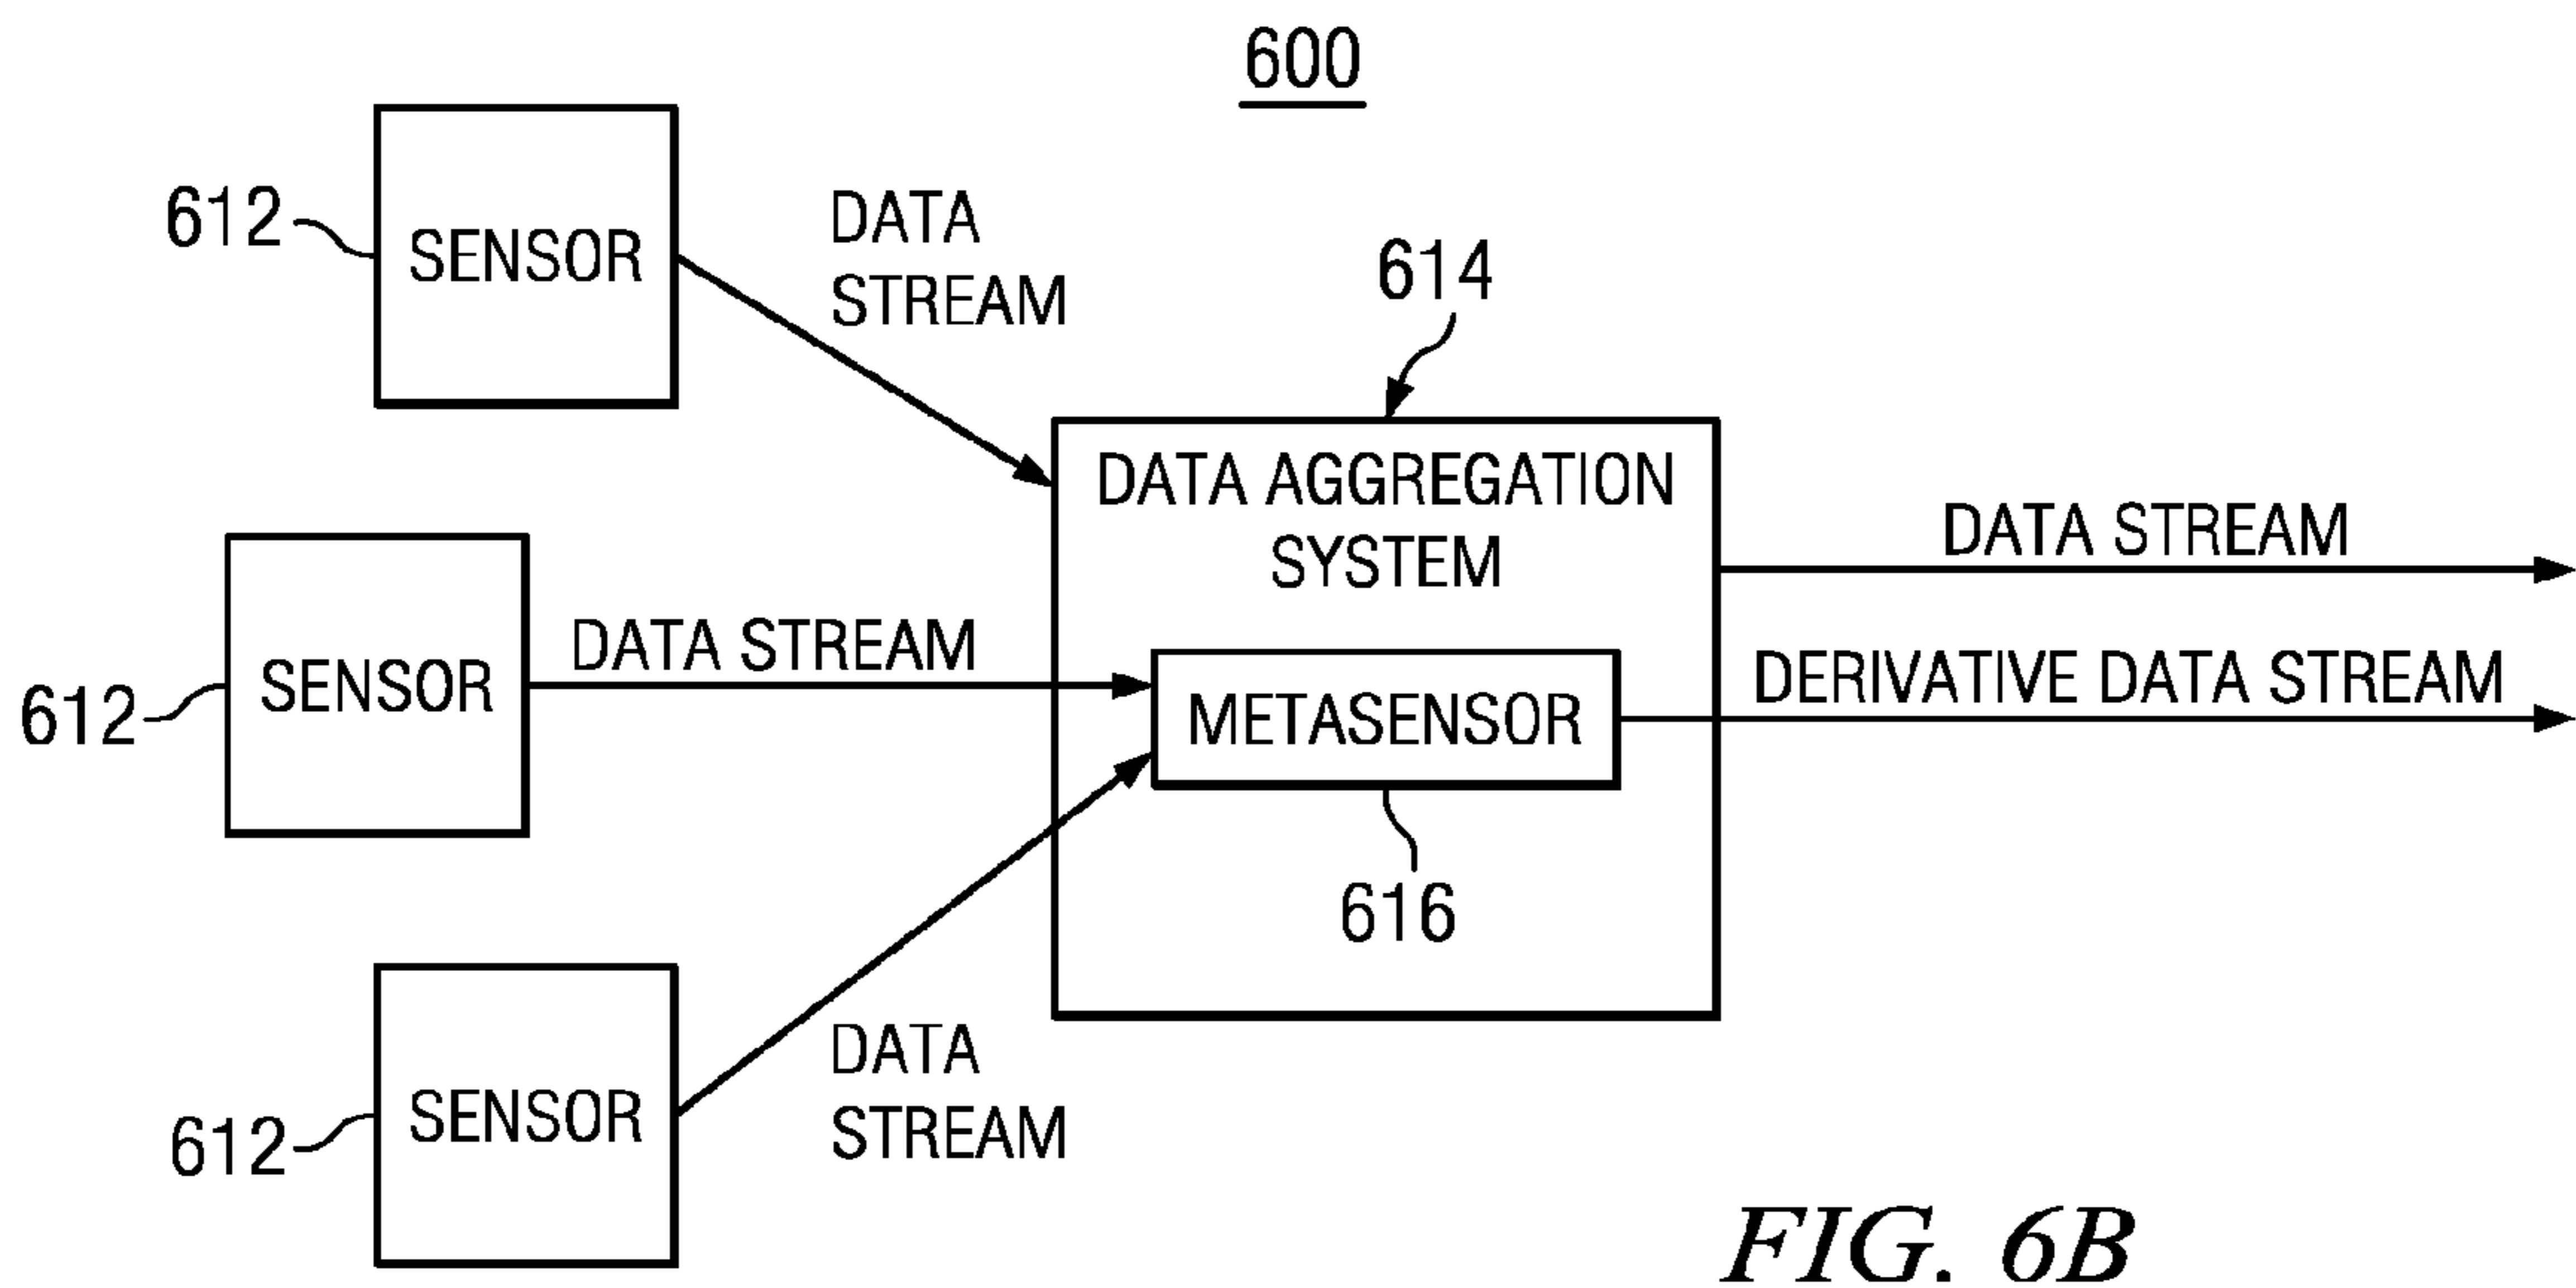 600
612
SENSOR
DATA
STREAM
614
DATA AGGREGATION
SYSTEM
DATA STREAM
612
SENSOR
DATA STREAM
METASENSOR
DERIVATIVE DATA STREAM
616
612
SENSOR
DATA
STREAM
FIG. 6B